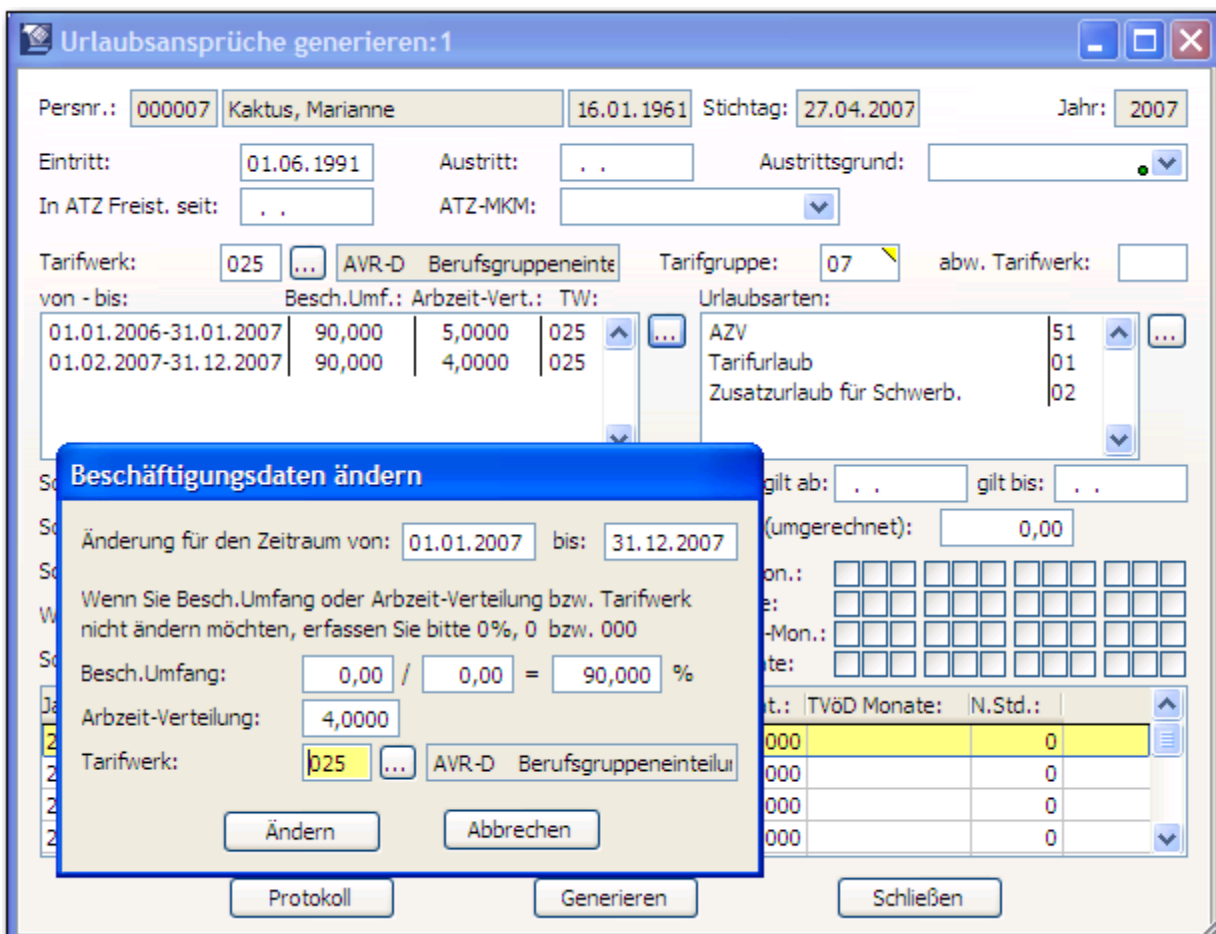 Urlaubsansprüche generieren:1
Persnr.: 000007 Kaktus, Marianne 16.01.1961 Stichtag: 27.04.2007 Jahr: 2007
Eintritt: 01.06.1991 Austritt: . . Austrittsgrund:
In ATZ Freist. seit: . . ATZ-MKM:
Tarifwerk: 025 ... AVR-D Berufsgruppeneinte Tarifgruppe: 07 abw. Tarifwerk:
von - bis: Besch.Umf.: Arbzeit-Vert.: TW: Urlaubsarten:
01.01.2006-31.01.2007 90,000 5,0000 025 ... AZV 51 ...
01.02.2007-31.12.2007 90,000 4,0000 025 Tarifurlaub 01
Zusatzurlaub für Schwerb. 02
Beschäftigungsdaten ändern
gilt ab: . . gilt bis: . .
Änderung für den Zeitraum von: 01.01.2007 bis: 31.12.2007
(umgerechnet): 0,00
on.:
Wenn Sie Besch.Umfang oder Arbzeit-Verteilung bzw. Tarifwerk
nicht ändern möchten, erfassen Sie bitte 0%, 0 bzw. 000
-Mon.:
Besch.Umfang: 0,00 / 0,00 = 90,000 %
te:
Arbzeit-Verteilung: 4,0000
t.: TVöD Monate: N.Std.:
Tarifwerk: 025 ... AVR-D Berufsgruppeneinteilu
000 0
000 0
000 0
000 0
Ändern Abbrechen
Protokoll Generieren Schließen